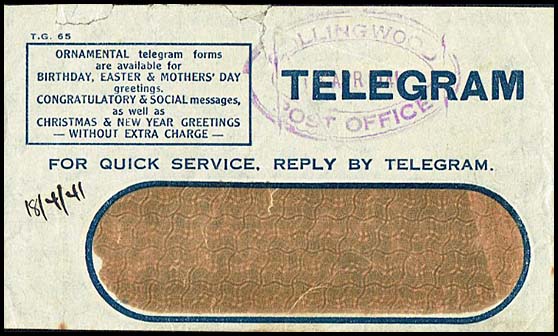 T.G. 65
ORNAMENTAL telegram forms
are available for
BIRTHDAY, EASTER & MOTHERS' DAY
greetings.
CONGRATULATORY & SOCIAL messages,
as well as
CHRISTMAS & NEW YEAR GREETINGS
— WITHOUT EXTRA CHARGE —
OLLINGWOOD
POST OFFICE
TELEGRAM
FOR QUICK SERVICE, REPLY BY TELEGRAM.
18/4/41